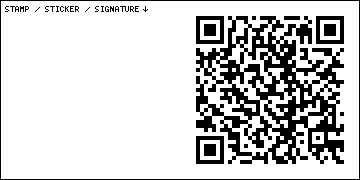 STAMP / STICKER / SIGNATURE ↓